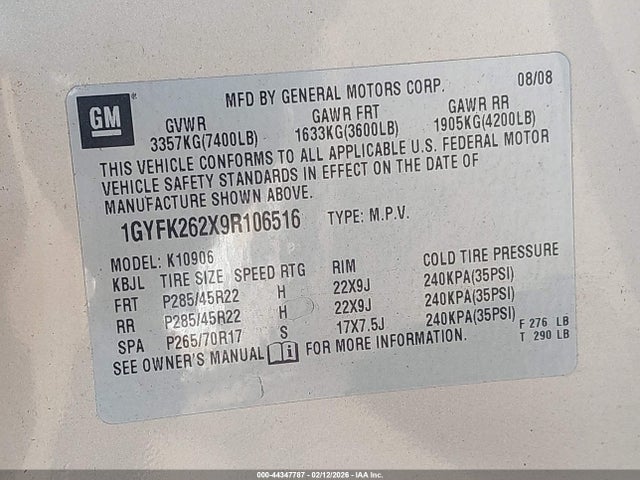 GM ®
MFD BY GENERAL MOTORS CORP. 08/08
GVWR GAWR FRT GAWR RR
3357KG(7400LB) 1633KG(3600LB) 1905KG(4200LB)
THIS VEHICLE CONFORMS TO ALL APPLICABLE U.S. FEDERAL MOTOR
VEHICLE SAFETY STANDARDS IN EFFECT ON THE DATE OF
MANUFACTURE SHOWN ABOVE.
1GYFK262X9R106516 TYPE: M.P.V.
MODEL: K10906
KBJL TIRE SIZE SPEED RTG RIM COLD TIRE PRESSURE
FRT P285/45R22 H 22X9J 240KPA(35PSI)
RR P285/45R22 H 22X9J 240KPA(35PSI)
SPA P265/70R17 S 17X7.5J 240KPA(35PSI)
SEE OWNER'S MANUAL i FOR MORE INFORMATION.
F 276 LB
T 290 LB
000-44347787 - 02/12/2026 - IAA Inc.